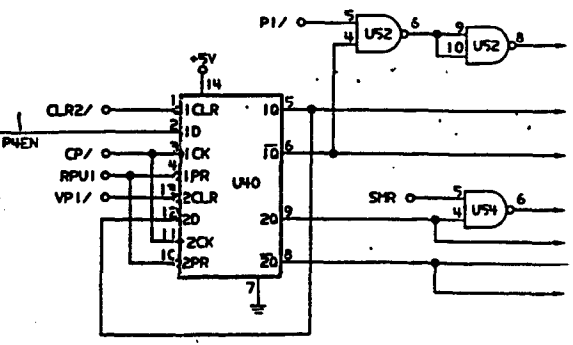 P1/
5
4
U52
6
9
10
U52
8
+5V
14
CLR2/
1
1CLR
1Q
5
P4EN
2
1D
CP/
3
1CK
1Q
6
RPU1
4
1PR
U40
VP1/
13
2CLR
SMR
5
4
U54
6
12
2D
2Q
9
11
2CK
10
2PR
2Q
8
7